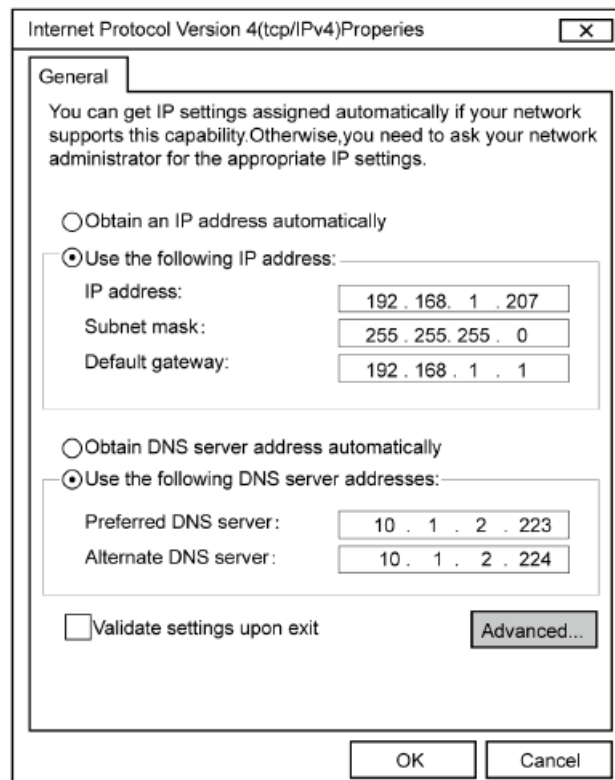 Internet Protocol Version 4(tcp/IPv4)Properies
X
General
You can get IP settings assigned automatically if your network
supports this capability.Otherwise,you need to ask your network
administrator for the appropriate IP settings.
Obtain an IP address automatically
Use the following IP address:
IP address: 192 . 168. 1 .207
Subnet mask: 255 . 255. 255 . 0
Default gateway: 192 . 168 . 1 . 1
Obtain DNS server address automatically
Use the following DNS server addresses:
Preferred DNS server: 10 . 1 . 2 . 223
Alternate DNS server: 10 . 1 . 2 . 224
Validate settings upon exit
Advanced...
OK
Cancel